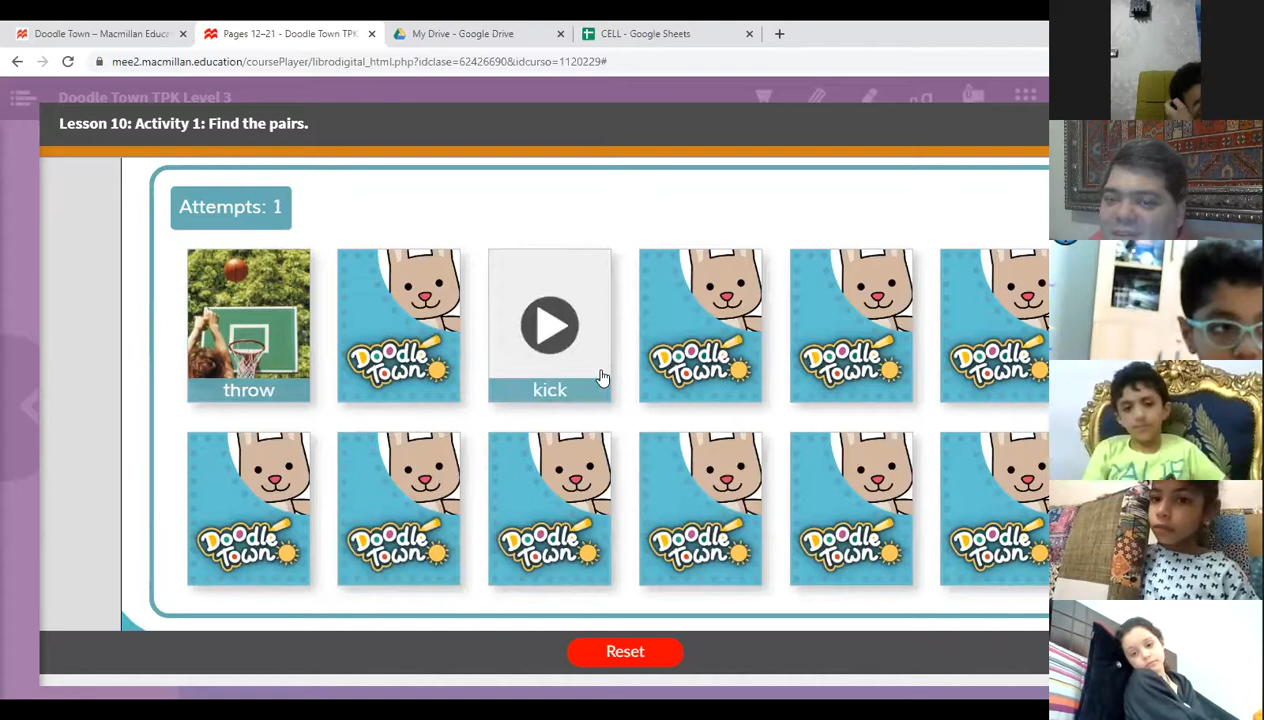 Doodle Town – Macmillan Educa
Pages 12–21 - Doodle Town TPK
My Drive - Google Drive
CELL - Google Sheets
mee2.macmillan.education/coursePlayer/librodigital_html.php?idclase=62426690&idcurso=1120229#
Doodle Town TPK Level 3
Lesson 10: Activity 1: Find the pairs.
Attempts: 1
throw
Doodle Town
kick
Doodle Town
Doodle Town
Doodle Town
Doodle Town
Doodle Town
Doodle Town
Doodle Town
Doodle Town
Doodle Town
Reset